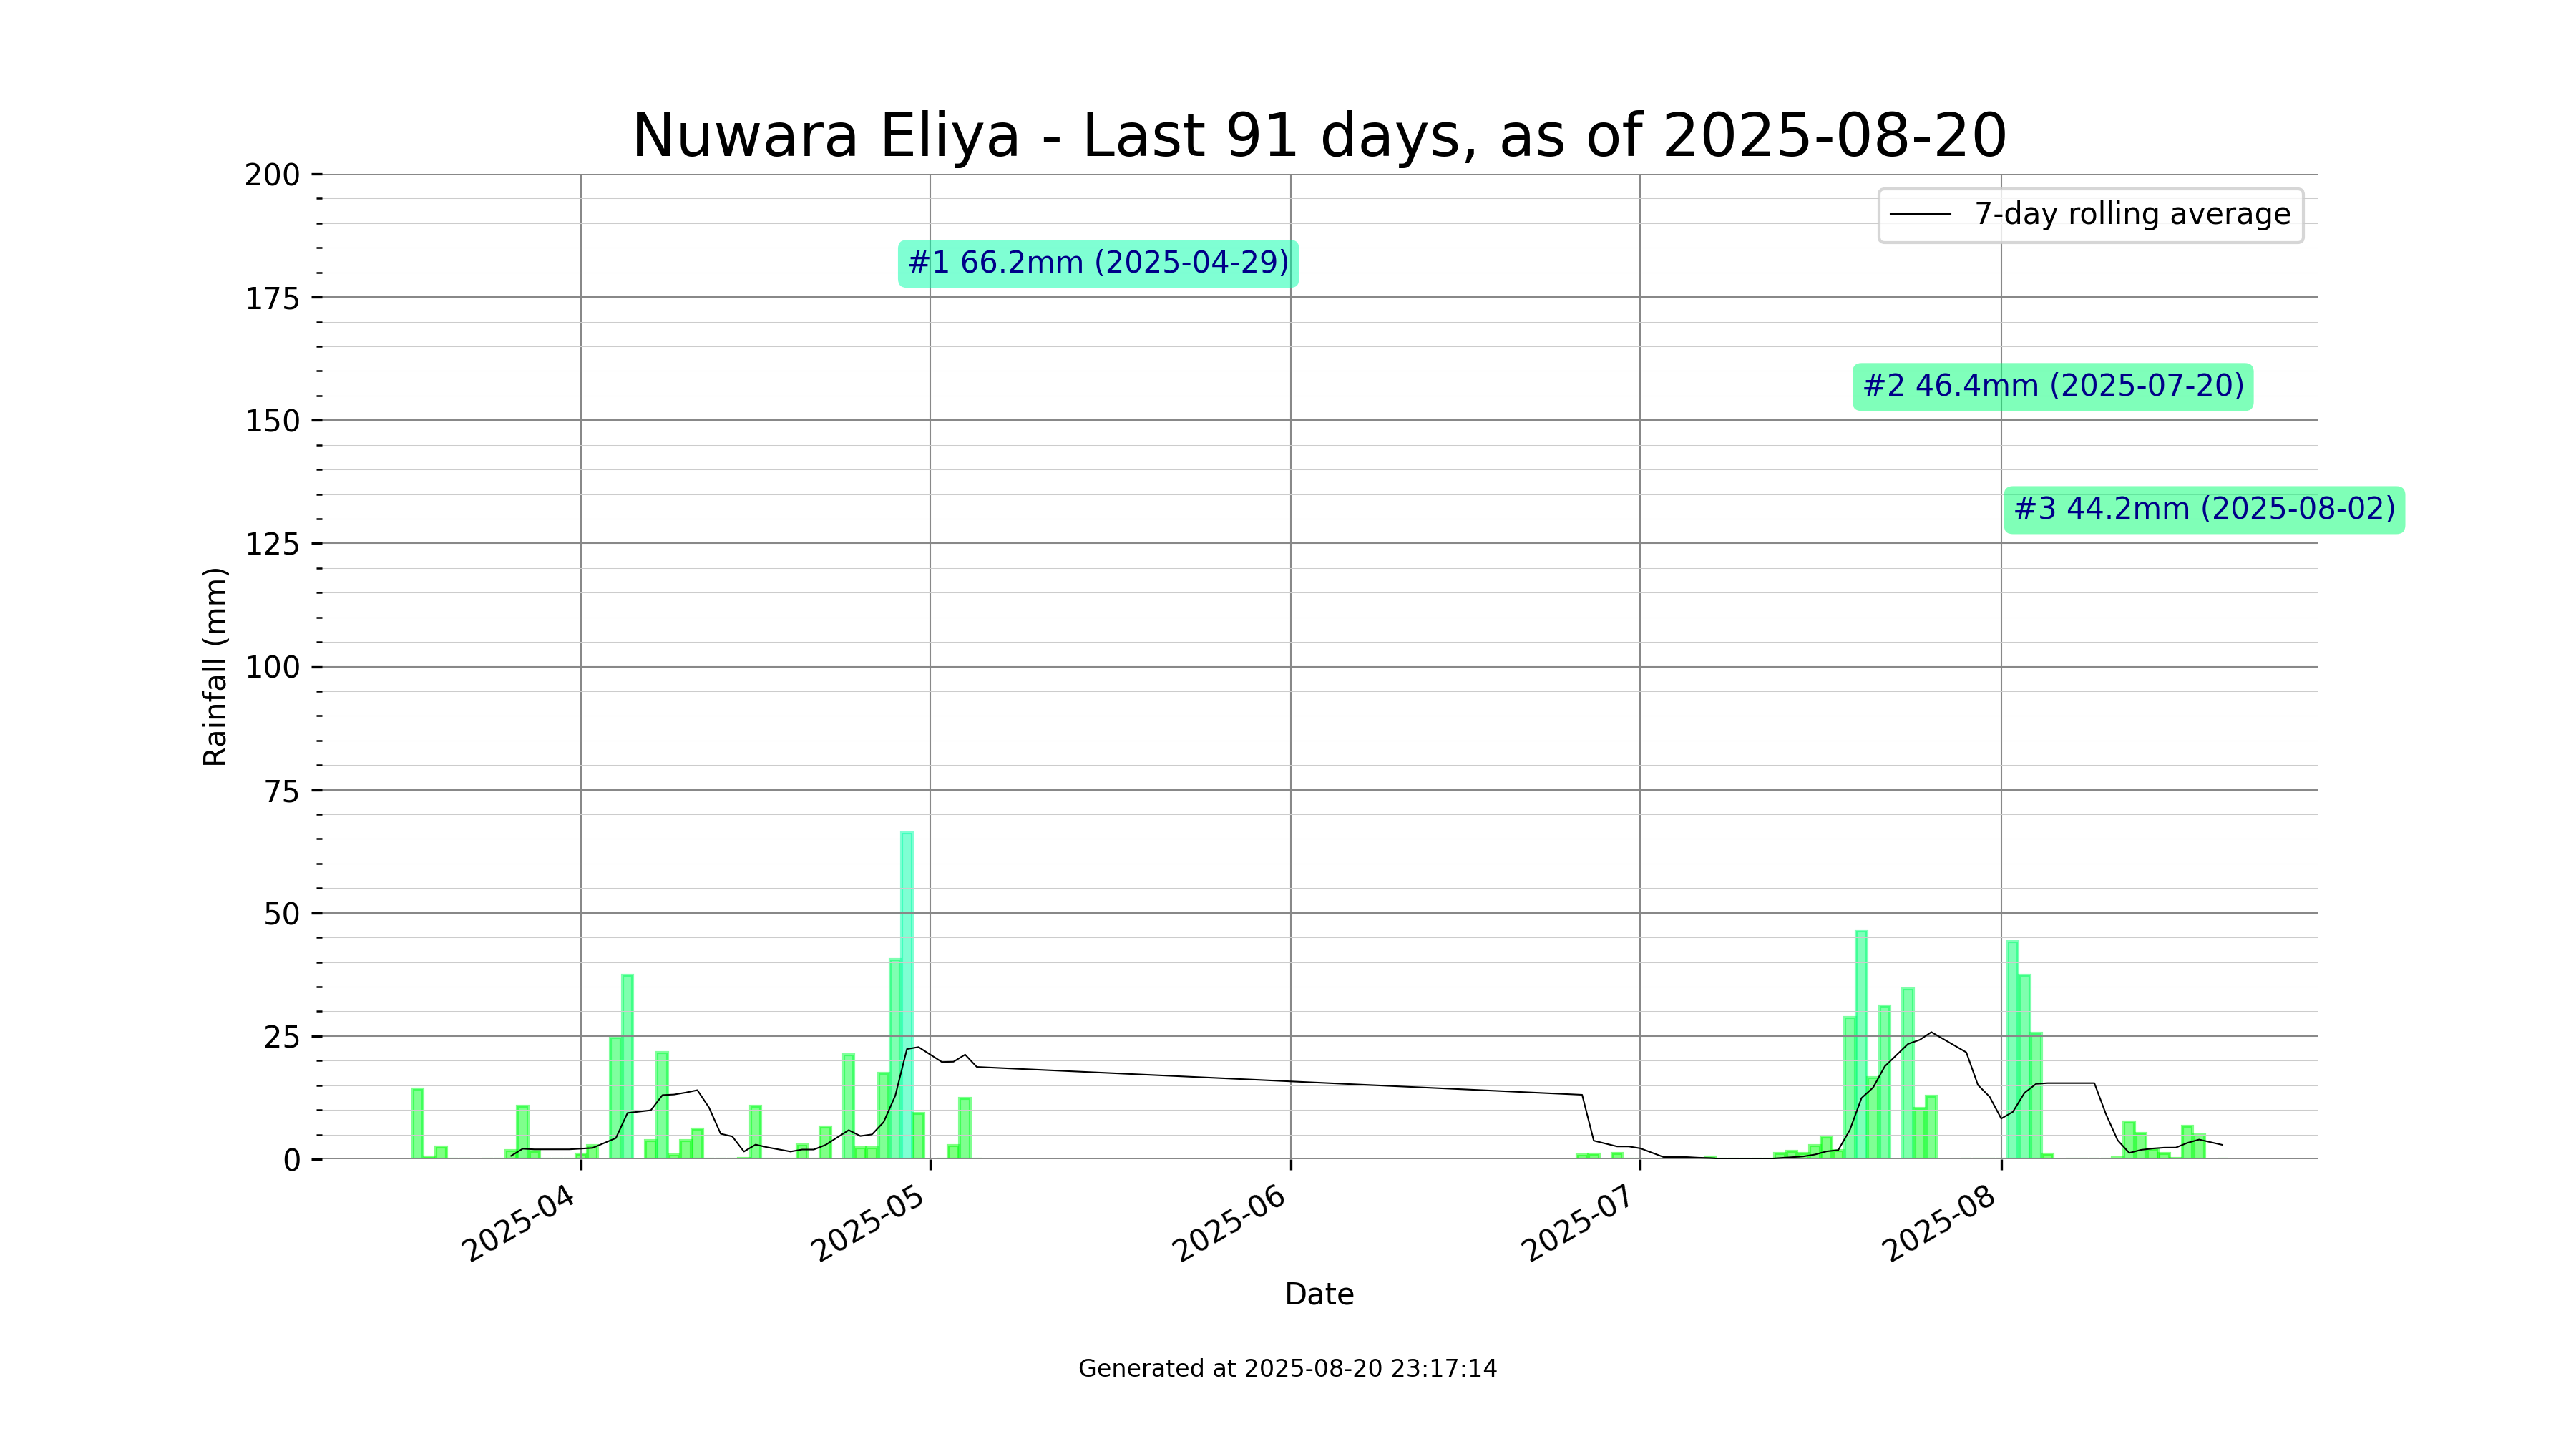 Nuwara Eliya - Last 91 days, as of 2025-08-20
200
175
150
125
100
75
50
25
0
Rainfall (mm)
7-day rolling average
#1 66.2mm (2025-04-29)
#2 46.4mm (2025-07-20)
#3 44.2mm (2025-08-02)
2025-04
2025-05
2025-06
2025-07
2025-08
Date
Generated at 2025-08-20 23:17:14